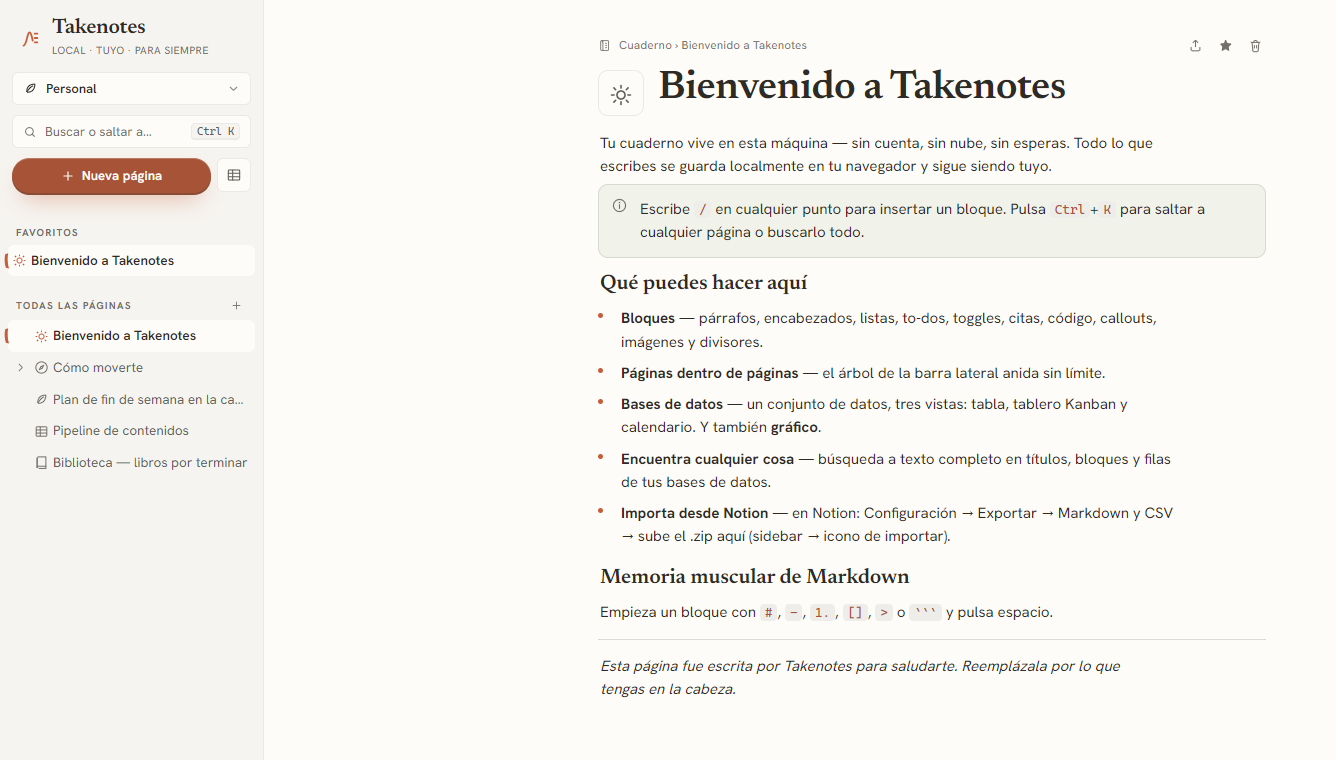 Takenotes
LOCAL · TUYO · PARA SIEMPRE
Personal
Buscar o saltar a...
Ctrl K
Nueva página
FAVORITOS
Bienvenido a Takenotes
TODAS LAS PÁGINAS
Bienvenido a Takenotes
Cómo moverte
Plan de fin de semana en la ca...
Pipeline de contenidos
Biblioteca — libros por terminar
Cuaderno › Bienvenido a Takenotes
Bienvenido a Takenotes
Tu cuaderno vive en esta máquina — sin cuenta, sin nube, sin esperas. Todo lo que
escribes se guarda localmente en tu navegador y sigue siendo tuyo.
Escribe / en cualquier punto para insertar un bloque. Pulsa Ctrl + K para saltar a
cualquier página o buscarlo todo.
Qué puedes hacer aquí
Bloques — párrafos, encabezados, listas, to-dos, toggles, citas, código, callouts,
imágenes y divisores.
Páginas dentro de páginas — el árbol de la barra lateral anida sin límite.
Bases de datos — un conjunto de datos, tres vistas: tabla, tablero Kanban y
calendario. Y también gráfico.
Encuentra cualquier cosa — búsqueda a texto completo en títulos, bloques y filas
de tus bases de datos.
Importa desde Notion — en Notion: Configuración → Exportar → Markdown y CSV
→ sube el .zip aquí (sidebar → icono de importar).
Memoria muscular de Markdown
Empieza un bloque con #, -, 1., [], > o ``` y pulsa espacio.
Esta página fue escrita por Takenotes para saludarte. Reemplázala por lo que
tengas en la cabeza.